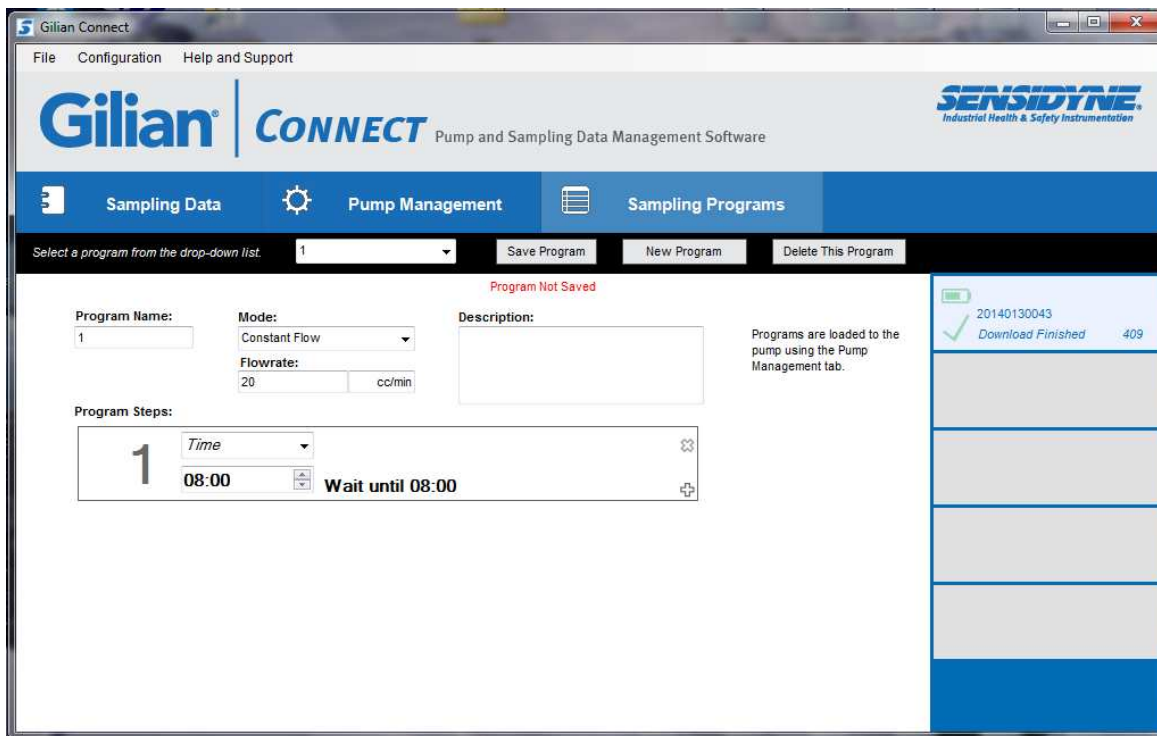 Gilian Connect
File Configuration Help and Support
Gilian® CONNECT Pump and Sampling Data Management Software
SENSIDYNE®
Industrial Health & Safety Instrumentation
Sampling Data Pump Management Sampling Programs
Select a program from the drop-down list. 1 Save Program New Program Delete This Program
Program Not Saved
Program Name:
1
Mode:
Constant Flow
Flowrate:
20 cc/min
Description:
Programs are loaded to the
pump using the Pump
Management tab.
Program Steps:
1
Time
08:00
Wait until 08:00
20140130043
Download Finished 409